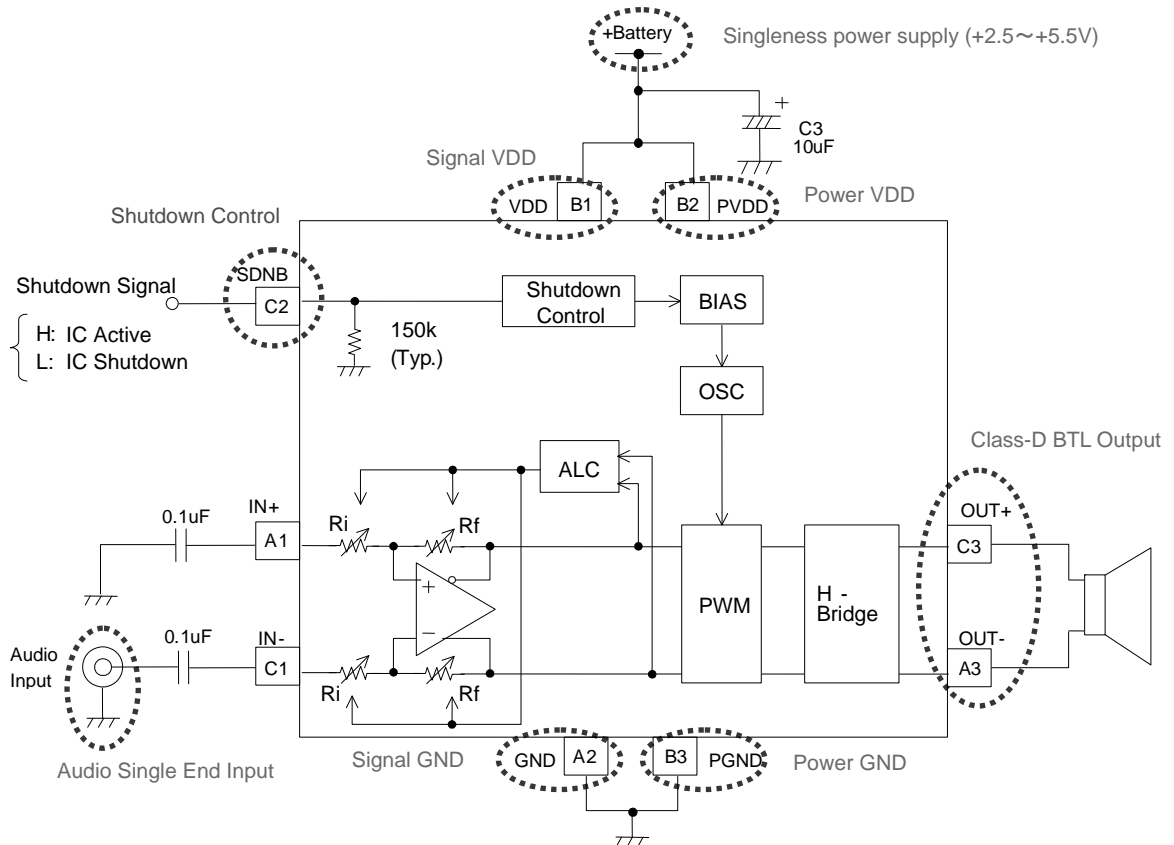 +Battery
Singleness power supply (+2.5～+5.5V)
+
C3
10uF
Signal VDD
VDD
B1
B2
PVDD
Power VDD
Shutdown Control
SDNB
C2
Shutdown Signal
H: IC Active
L: IC Shutdown
150k
(Typ.)
Shutdown
Control
BIAS
OSC
ALC
Class-D BTL Output
0.1uF
IN+
A1
Ri
Rf
+
−
PWM
H -
Bridge
OUT+
C3
OUT-
A3
Audio
Input
0.1uF
IN-
C1
Ri
Rf
Audio Single End Input
Signal GND
GND
A2
B3
PGND
Power GND